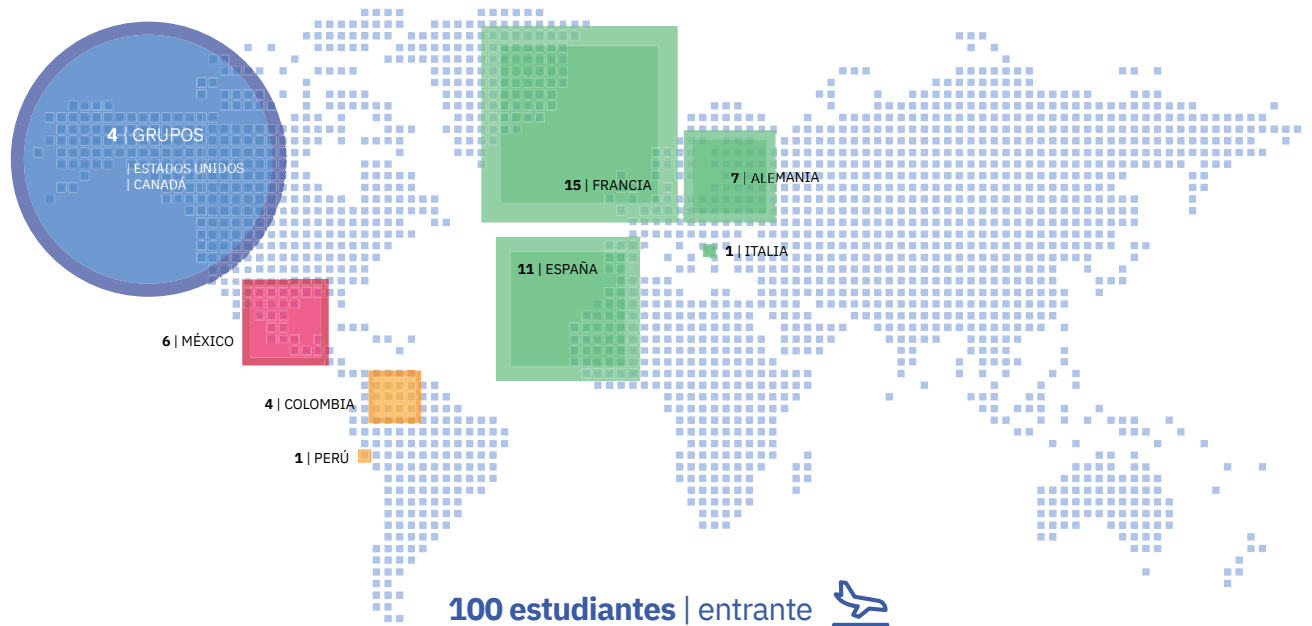 4 | GRUPOS
| ESTADOS UNIDOS
| CANADÁ
15 | FRANCIA
7 | ALEMANIA
1 | ITALIA
11 | ESPAÑA
6 | MÉXICO
4 | COLOMBIA
1 | PERÚ
100 estudiantes | entrante